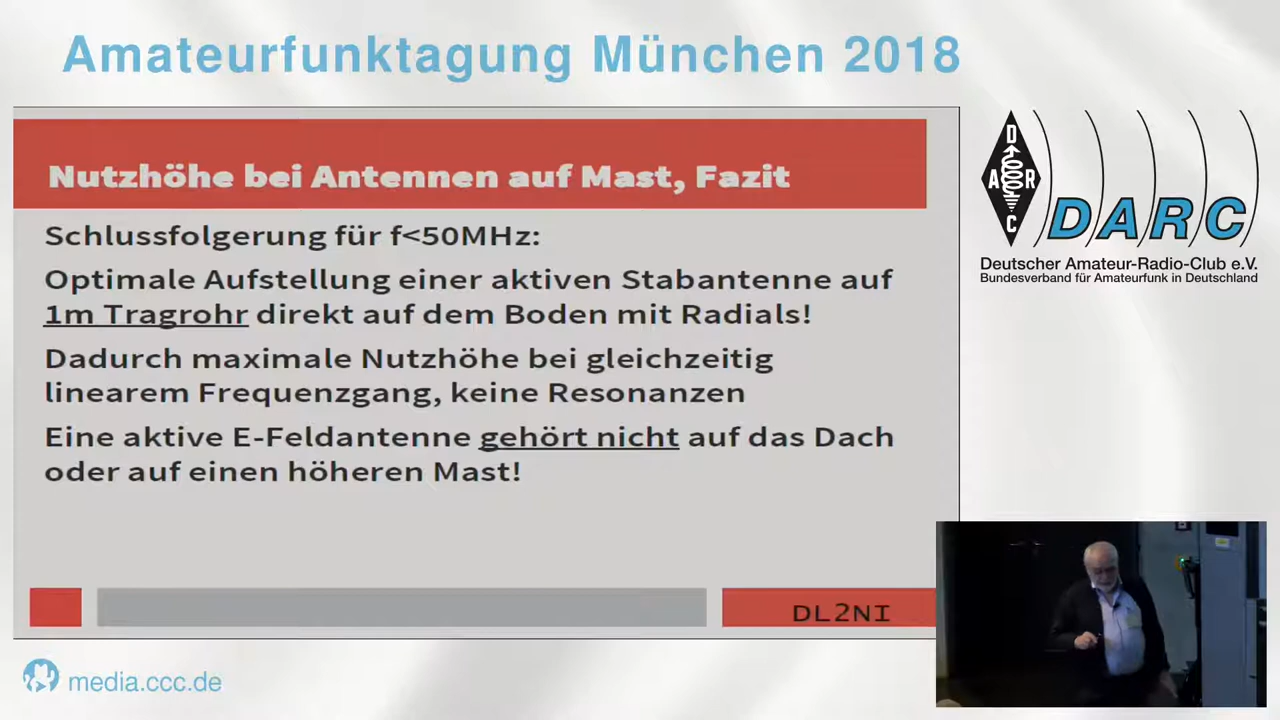 Amateurfunktagung München 2018
Nutzhöhe bei Antennen auf Mast, Fazit
Schlussfolgerung für f<50MHz:
Optimale Aufstellung einer aktiven Stabantenne auf
1m Tragrohr direkt auf dem Boden mit Radials!
Dadurch maximale Nutzhöhe bei gleichzeitig
linearem Frequenzgang, keine Resonanzen
Eine aktive E-Feldantenne gehört nicht auf das Dach
oder auf einen höheren Mast!
DL2NI
D
A R
C
DARC
Deutscher Amateur-Radio-Club e.V.
Bundesverband für Amateurfunk in Deutschland
media.ccc.de